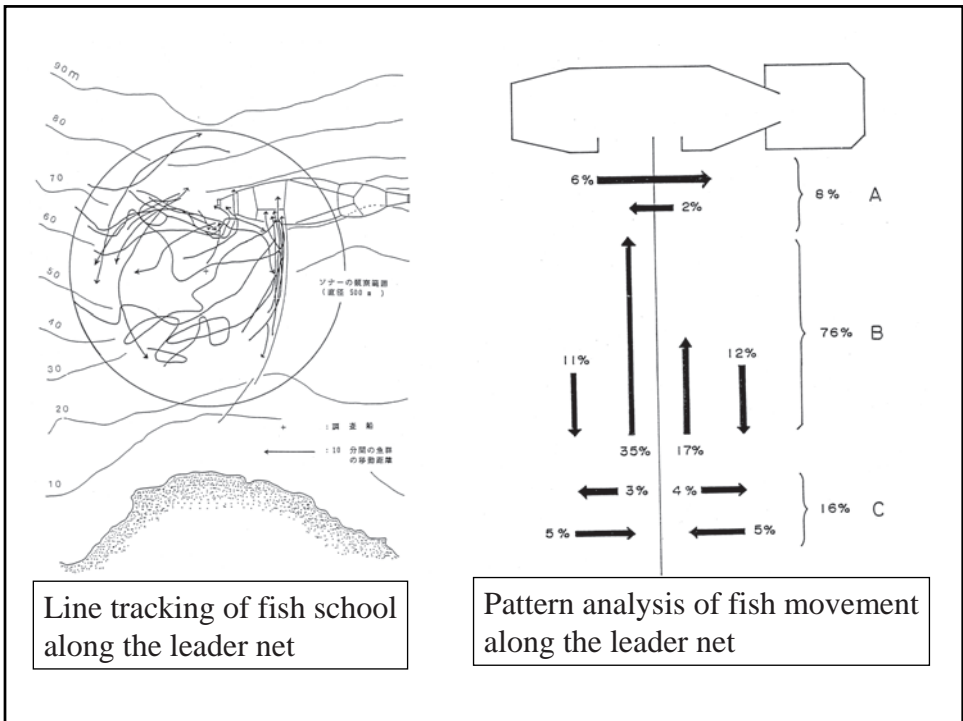 90m
80
70
60
50
40
30
20
10
ソナーの観察範囲
(直径 500 m)
+ :調 査 船
:10 分間の魚群
の移動距離
6%
2%
8% A
76% B
11%
12%
35% 17%
3% 4%
16% C
5% 5%
Line tracking of fish school
along the leader net
Pattern analysis of fish movement
along the leader net